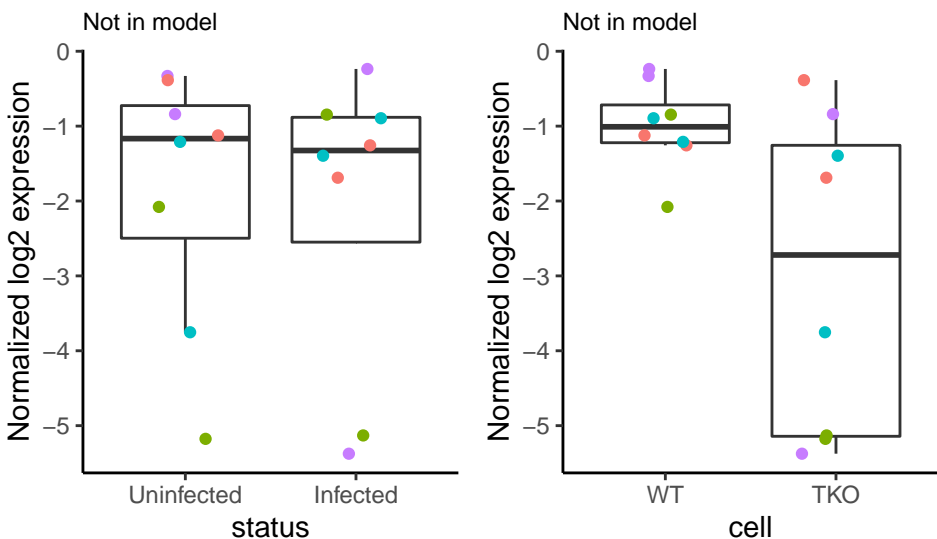 Not in model
Normalized log2 expression
0
−1
−2
−3
−4
−5
Uninfected
Infected
status
Not in model
Normalized log2 expression
0
−1
−2
−3
−4
−5
WT
TKO
cell